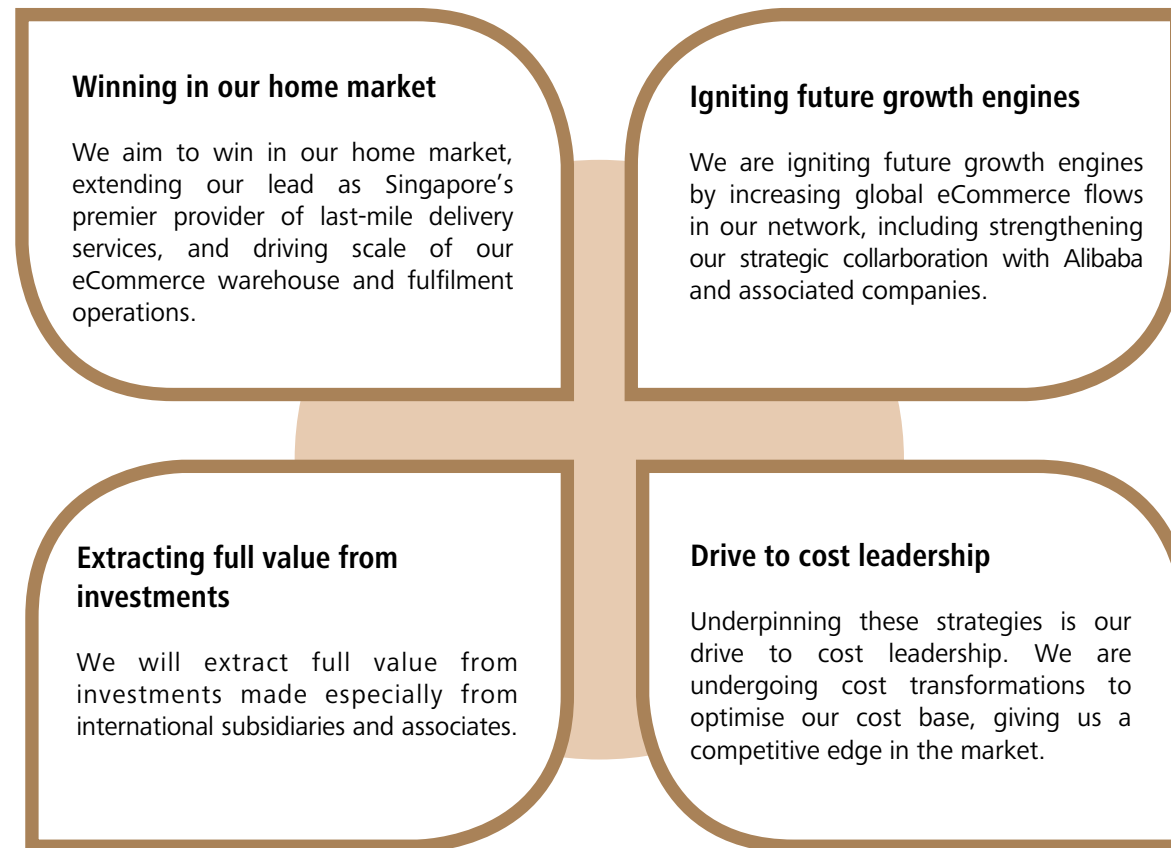 Winning in our home market
We aim to win in our home market,
extending our lead as Singapore's
premier provider of last-mile delivery
services, and driving scale of our
eCommerce warehouse and fulfilment
operations.
Igniting future growth engines
We are igniting future growth engines
by increasing global eCommerce flows
in our network, including strengthening
our strategic collarboration with Alibaba
and associated companies.
Extracting full value from
investments
We will extract full value from
investments made especially from
international subsidiaries and associates.
Drive to cost leadership
Underpinning these strategies is our
drive to cost leadership. We are
undergoing cost transformations to
optimise our cost base, giving us a
competitive edge in the market.